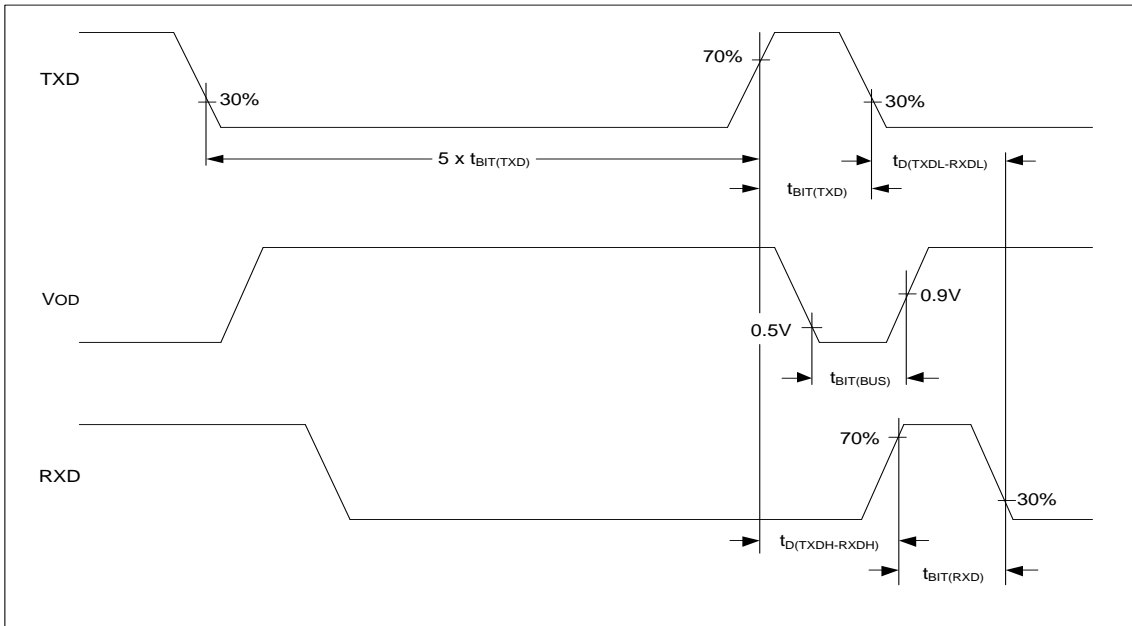 TXD
70%
30%
30%
5 x tBIT(TXD)
tD(TXDL-RXDL)
tBIT(TXD)
VOD
0.9V
0.5V
tBIT(BUS)
70%
RXD
30%
tD(TXDH-RXDH)
tBIT(RXD)